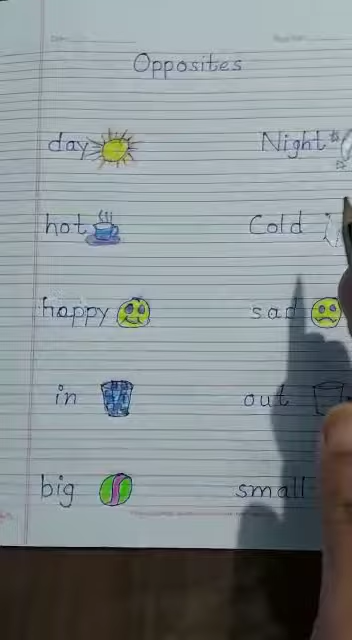 Opposites
day Night
hot Cold
happy sad
in out
big small